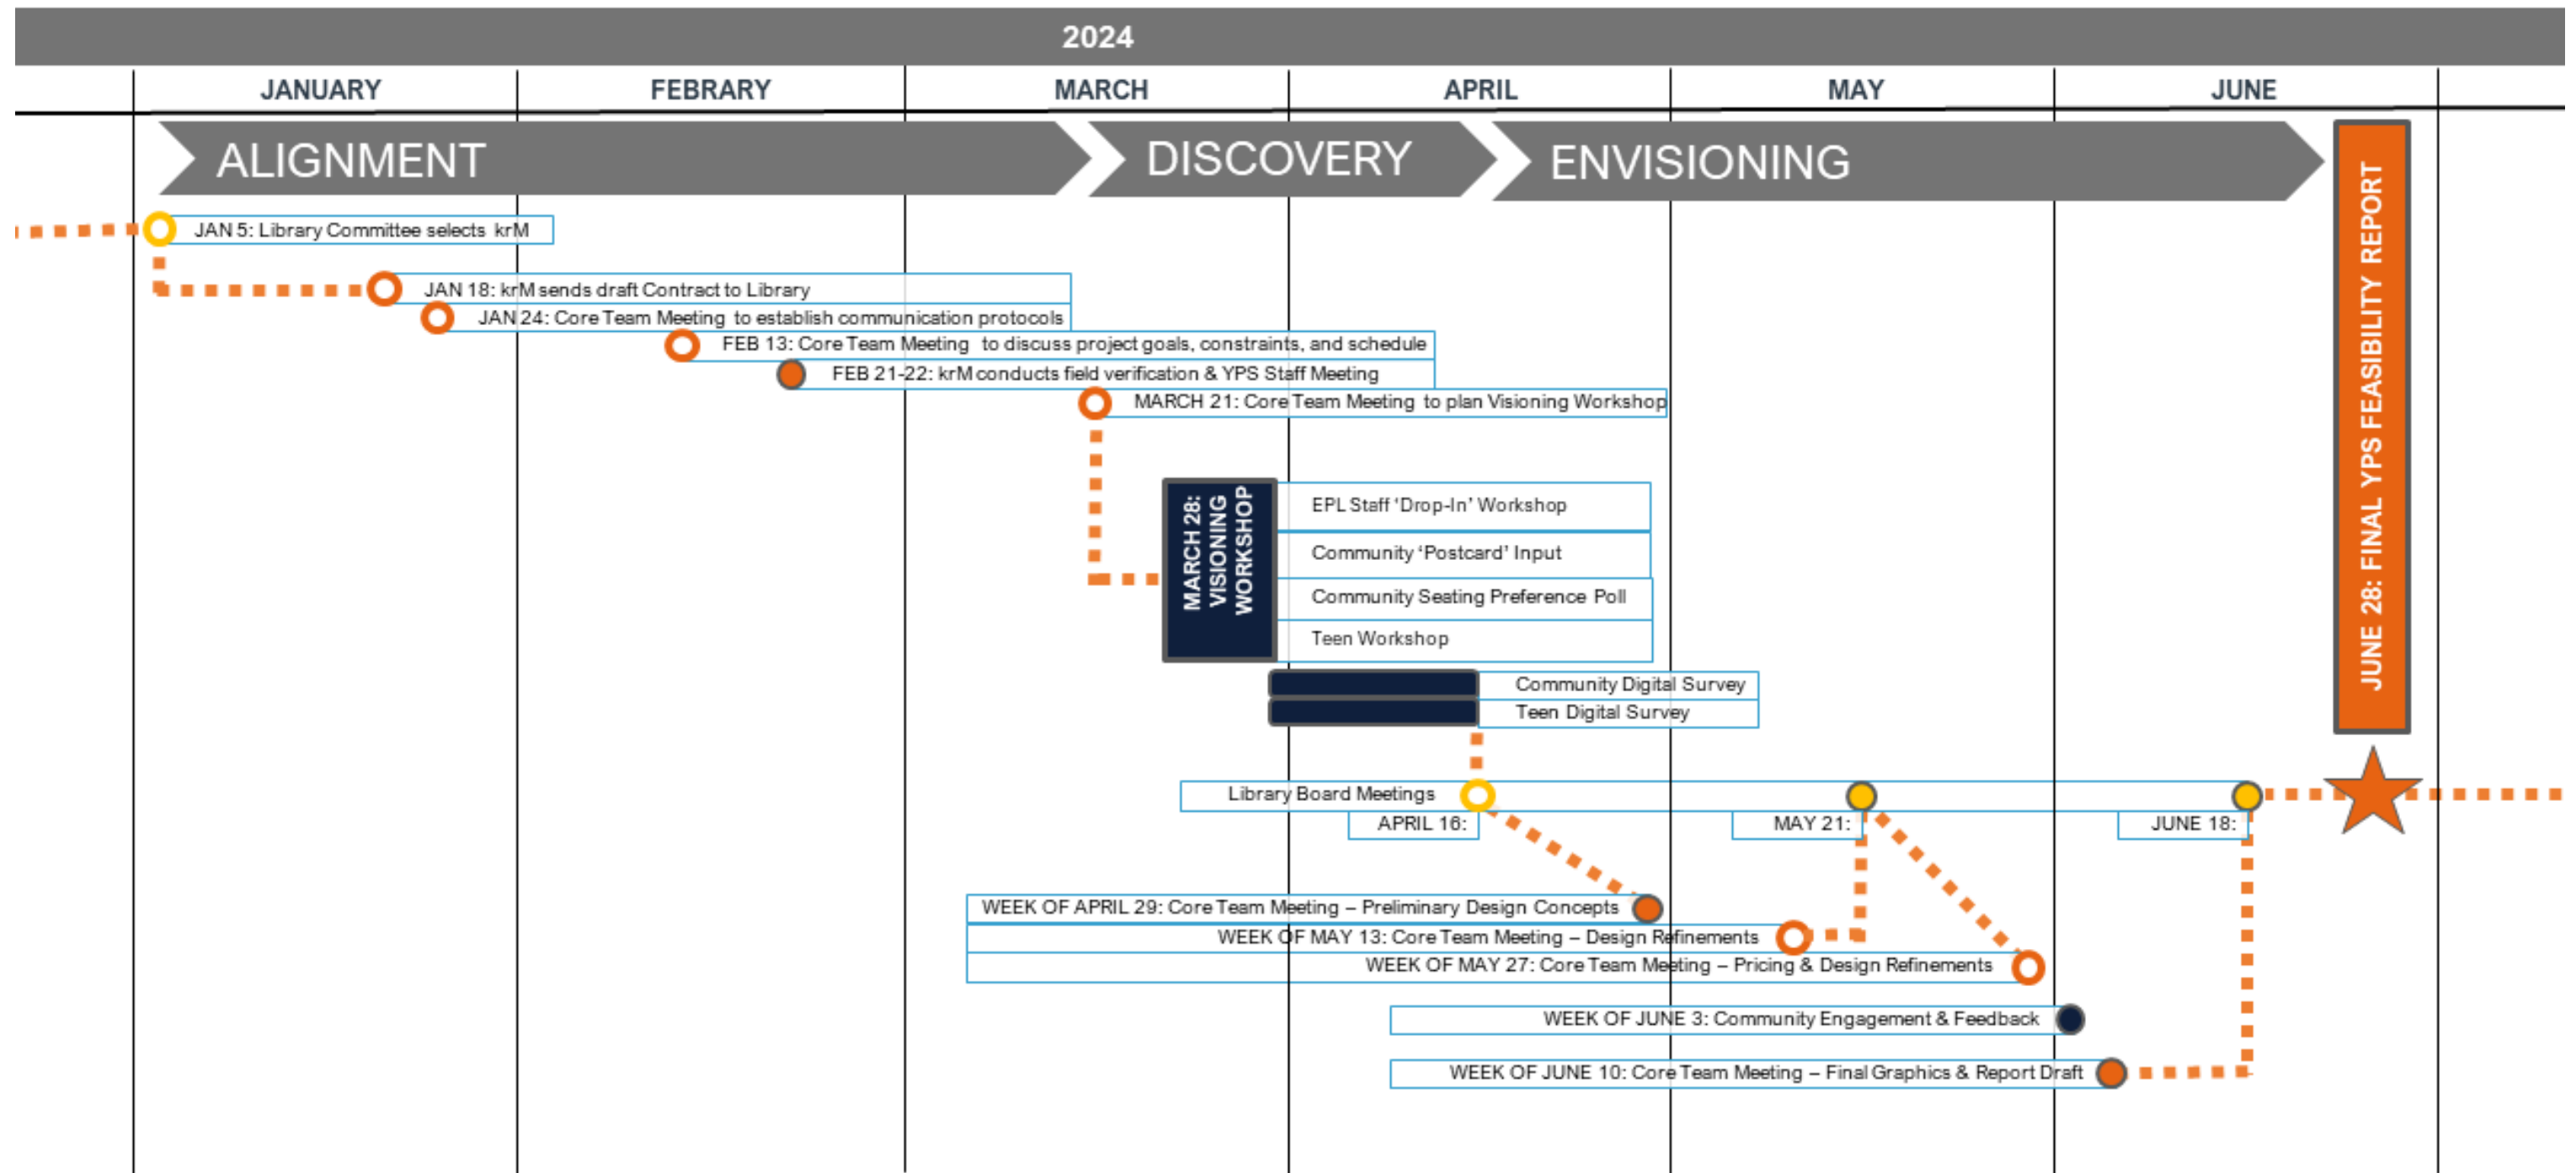 2024
JANUARY
FEBRARY
MARCH
APRIL
MAY
JUNE
ALIGNMENT
DISCOVERY
ENVISIONING
JAN 5: Library Committee selects krM
JAN 18: krM sends draft Contract to Library
JAN 24: Core Team Meeting to establish communication protocols
FEB 13: Core Team Meeting to discuss project goals, constraints, and schedule
FEB 21-22: krM conducts field verification & YPS Staff Meeting
MARCH 21: Core Team Meeting to plan Visioning Workshop
MARCH 28:
VISIONING
WORKSHOP
EPL Staff ‘Drop-In’ Workshop
Community ‘Postcard’ Input
Community Seating Preference Poll
Teen Workshop
Community Digital Survey
Teen Digital Survey
Library Board Meetings
APRIL 16:
MAY 21:
JUNE 18:
WEEK OF APRIL 29: Core Team Meeting – Preliminary Design Concepts
WEEK OF MAY 13: Core Team Meeting – Design Refinements
WEEK OF MAY 27: Core Team Meeting – Pricing & Design Refinements
WEEK OF JUNE 3: Community Engagement & Feedback
WEEK OF JUNE 10: Core Team Meeting – Final Graphics & Report Draft
JUNE 28: FINAL YPS FEASIBILITY REPORT